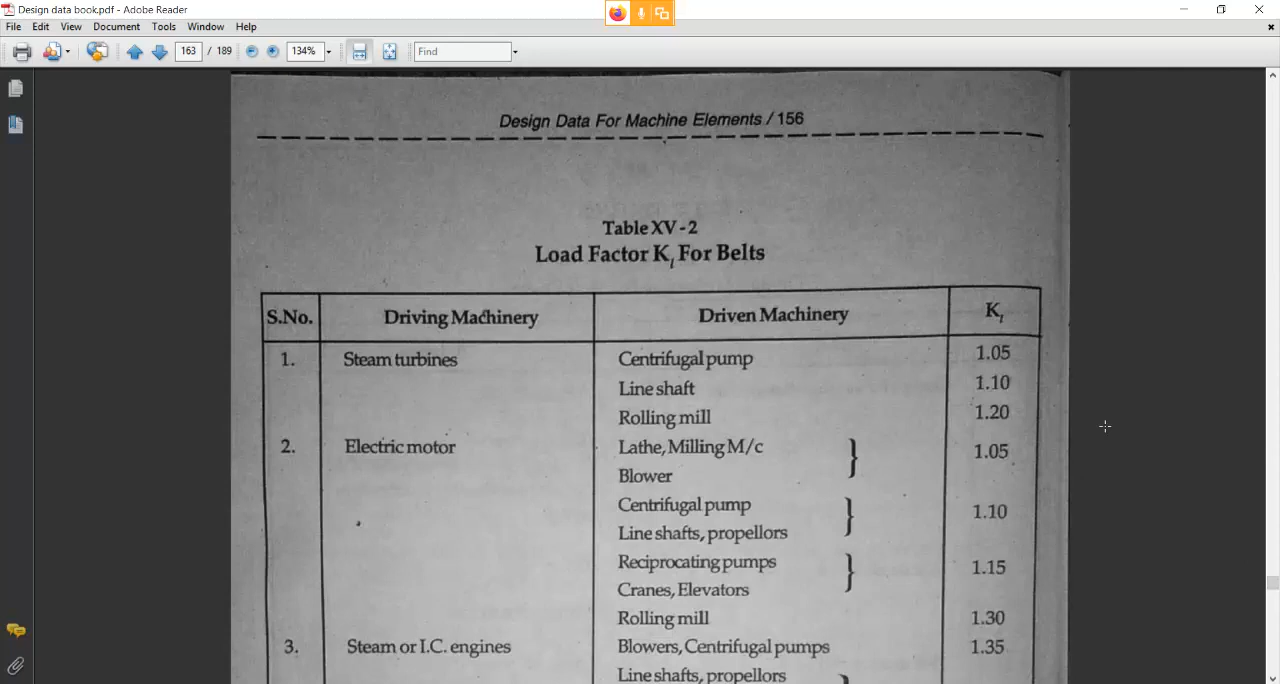 Design data book.pdf - Adobe Reader
File Edit View Document Tools Window Help
163 / 189 134% Find
Design Data For Machine Elements / 156
Table XV - 2
Load Factor Kl For Belts
S.No. Driving Machinery Driven Machinery Kl
1. Steam turbines Centrifugal pump 1.05
Line shaft 1.10
Rolling mill 1.20
2. Electric motor Lathe, Milling M/c } 1.05
Blower
Centrifugal pump } 1.10
Line shafts, propellors
Reciprocating pumps } 1.15
Cranes, Elevators
Rolling mill 1.30
3. Steam or I.C. engines Blowers, Centrifugal pumps 1.35
Line shafts, propellors }